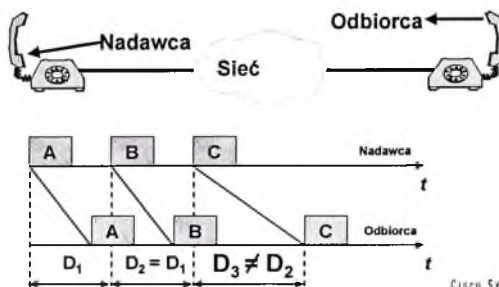 Odbiorca
Nadawca
Sieć
A
B
C
Nadawca
t
A
B
C
Odbiorca
t
D₁
D₂ = D₁
D₃ ≠ D₂